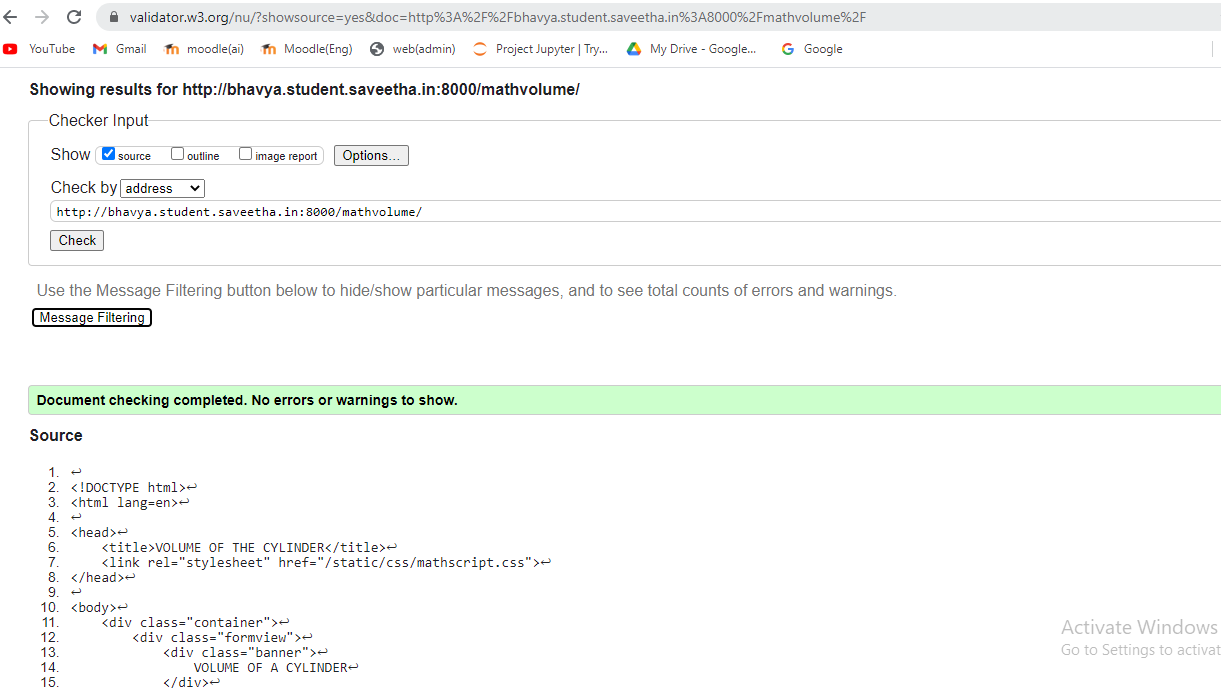 validator.w3.org/nu/?showsource=yes&doc=http%3A%2F%2Fbhavya.student.saveetha.in%3A8000%2Fmathvolume%2F
YouTube Gmail moodle(ai) Moodle(Eng) web(admin) Project Jupyter | Try... My Drive - Google... Google
Showing results for http://bhavya.student.saveetha.in:8000/mathvolume/
Checker Input
Show source outline image report Options...
Check by address
http://bhavya.student.saveetha.in:8000/mathvolume/
Check
Use the Message Filtering button below to hide/show particular messages, and to see total counts of errors and warnings.
Message Filtering
Document checking completed. No errors or warnings to show.
Source
1. ↩
2. <!DOCTYPE html>↩
3. <html lang=en>↩
4. ↩
5. <head>↩
6. <title>VOLUME OF THE CYLINDER</title>↩
7. <link rel="stylesheet" href="/static/css/mathscript.css">↩
8. </head>↩
9. ↩
10. <body>↩
11. <div class="container">↩
12. <div class="formview">↩
13. <div class="banner">↩
14. VOLUME OF A CYLINDER↩
15. </div>↩
Activate Windows
Go to Settings to activat